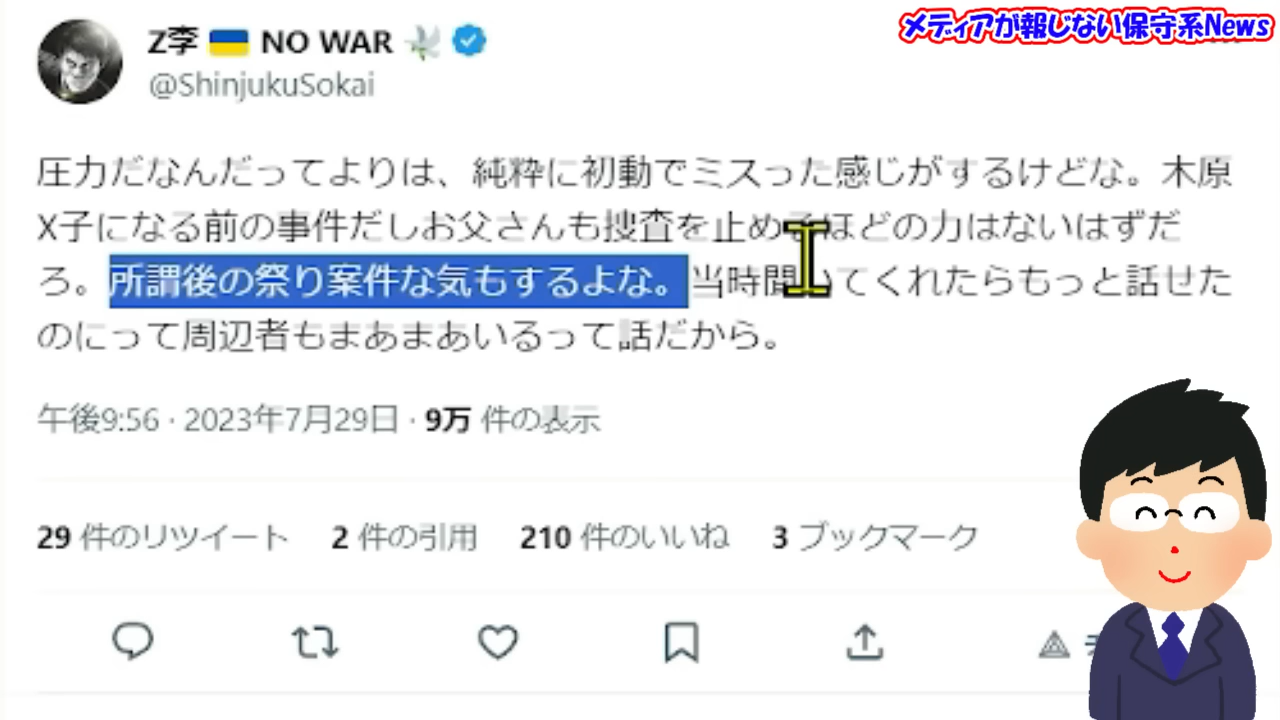 メディアが報じない保守系News
Z李 🇺🇦 NO WAR 🕊️
@ShinjukuSokai
圧力だなんだってよりは、純粋に初動でミスった感じがするけどな。木原
X子になる前の事件だしお父さんも捜査を止めるほどの力はないはずだ
ろ。所謂後の祭り案件な気もするよな。当時聞いてくれたらもっと話せた
のにって周辺者もまあまあいるって話だから。
午後9:56 · 2023年7月29日 · 9万 件の表示
29 件のリツイート 2 件の引用 210 件のいいね 3 ブックマーク